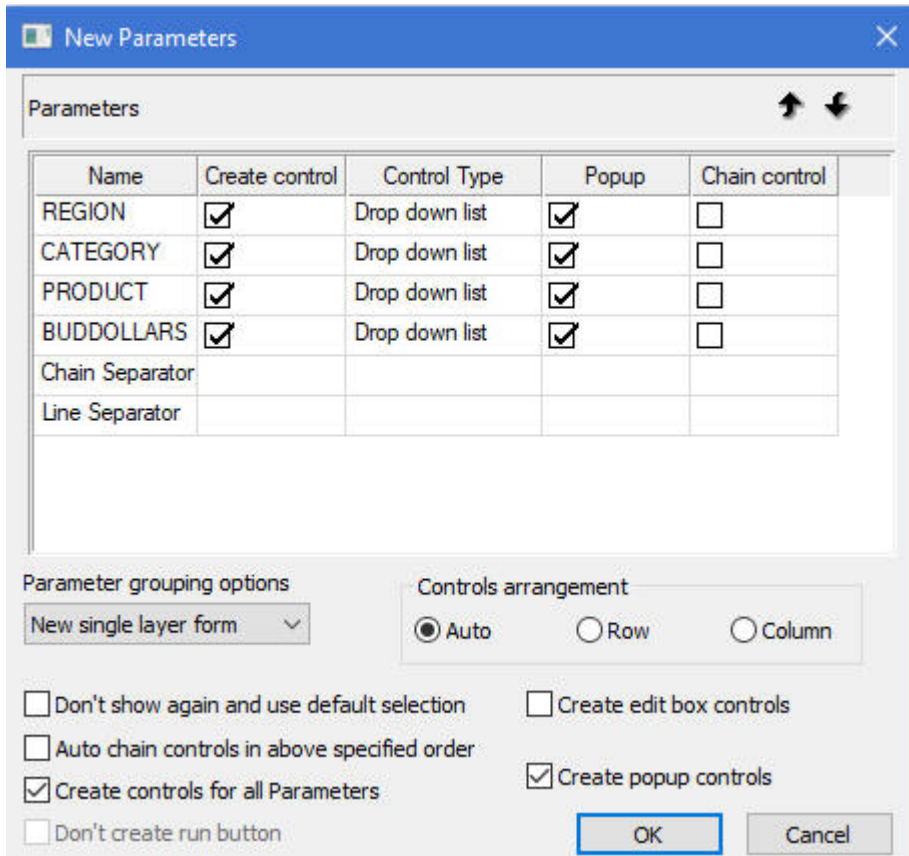 New Parameters
Parameters
Name Create control Control Type Popup Chain control
REGION Drop down list
CATEGORY Drop down list
PRODUCT Drop down list
BUDDOLLARS Drop down list
Chain Separator
Line Separator
Parameter grouping options Controls arrangement
New single layer form Auto Row Column
Don't show again and use default selection Create edit box controls
Auto chain controls in above specified order
Create controls for all Parameters Create popup controls
Don't create run button OK Cancel